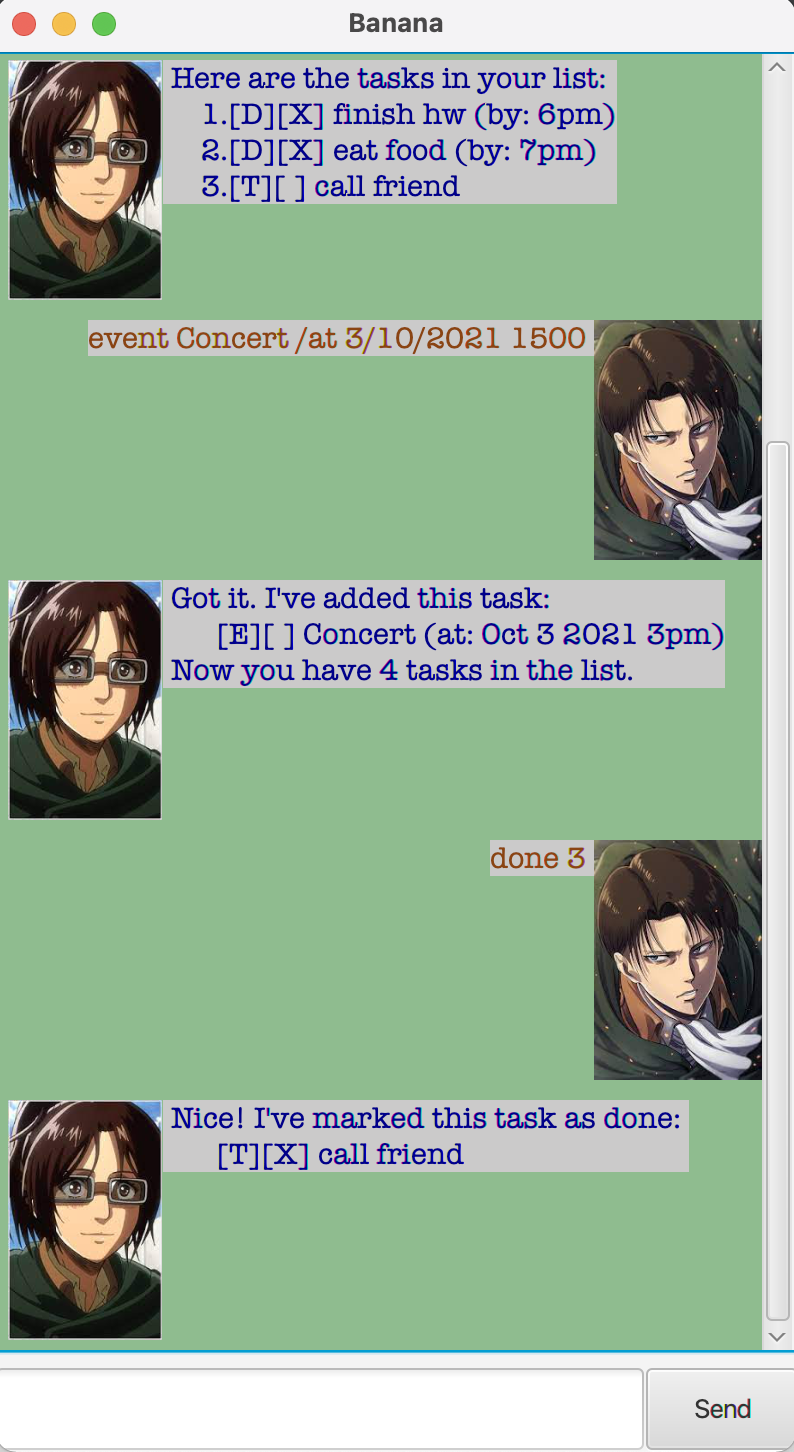 Banana
Here are the tasks in your list:
1.[D][X] finish hw (by: 6pm)
2.[D][X] eat food (by: 7pm)
3.[T][ ] call friend
event Concert /at 3/10/2021 1500
Got it. I've added this task:
[E][ ] Concert (at: Oct 3 2021 3pm)
Now you have 4 tasks in the list.
done 3
Nice! I've marked this task as done:
[T][X] call friend
Send